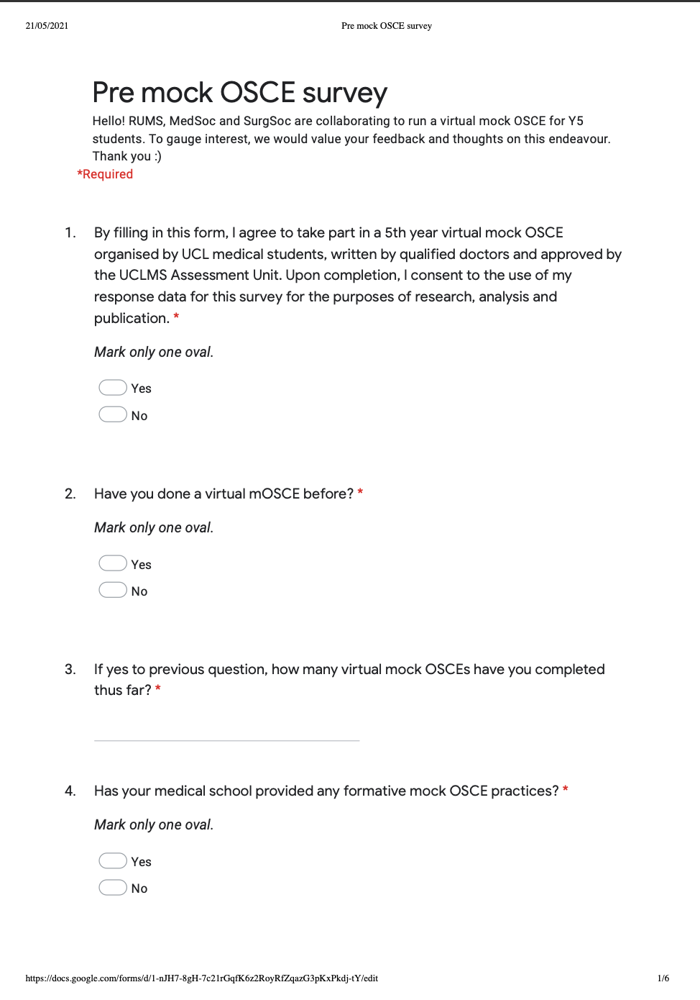 21/05/2021 Pre mock OSCE survey
Pre mock OSCE survey
Hello! RUMS, MedSoc and SurgSoc are collaborating to run a virtual mock OSCE for Y5
students. To gauge interest, we would value your feedback and thoughts on this endeavour.
Thank you :)
*Required
1. By filling in this form, I agree to take part in a 5th year virtual mock OSCE
organised by UCL medical students, written by qualified doctors and approved by
the UCLMS Assessment Unit. Upon completion, I consent to the use of my
response data for this survey for the purposes of research, analysis and
publication. *
Mark only one oval.
Yes
No
2. Have you done a virtual mOSCE before? *
Mark only one oval.
Yes
No
3. If yes to previous question, how many virtual mock OSCEs have you completed
thus far? *
4. Has your medical school provided any formative mock OSCE practices? *
Mark only one oval.
Yes
No
https://docs.google.com/forms/d/1-nJH7-8gH-7c21rGqfK6z2RoyRfZqazG3pKxPkdj-tY/edit 1/6